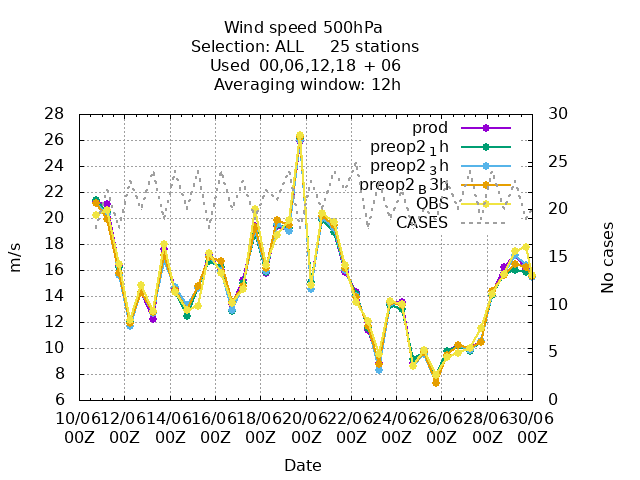 Wind speed 500hPa
Selection: ALL 25 stations
Used 00,06,12,18 + 06
Averaging window: 12h
m/s
28
26
24
22
20
18
16
14
12
10
8
6
30
25
20
15
10
5
0
No cases
prod
preop2 1h
preop2 3h
preop2 B3h
OBS
CASES
10/06 12/06 14/06 16/06 18/06 20/06 22/06 24/06 26/06 28/06 30/06
00Z 00Z 00Z 00Z 00Z 00Z 00Z 00Z 00Z 00Z 00Z
Date